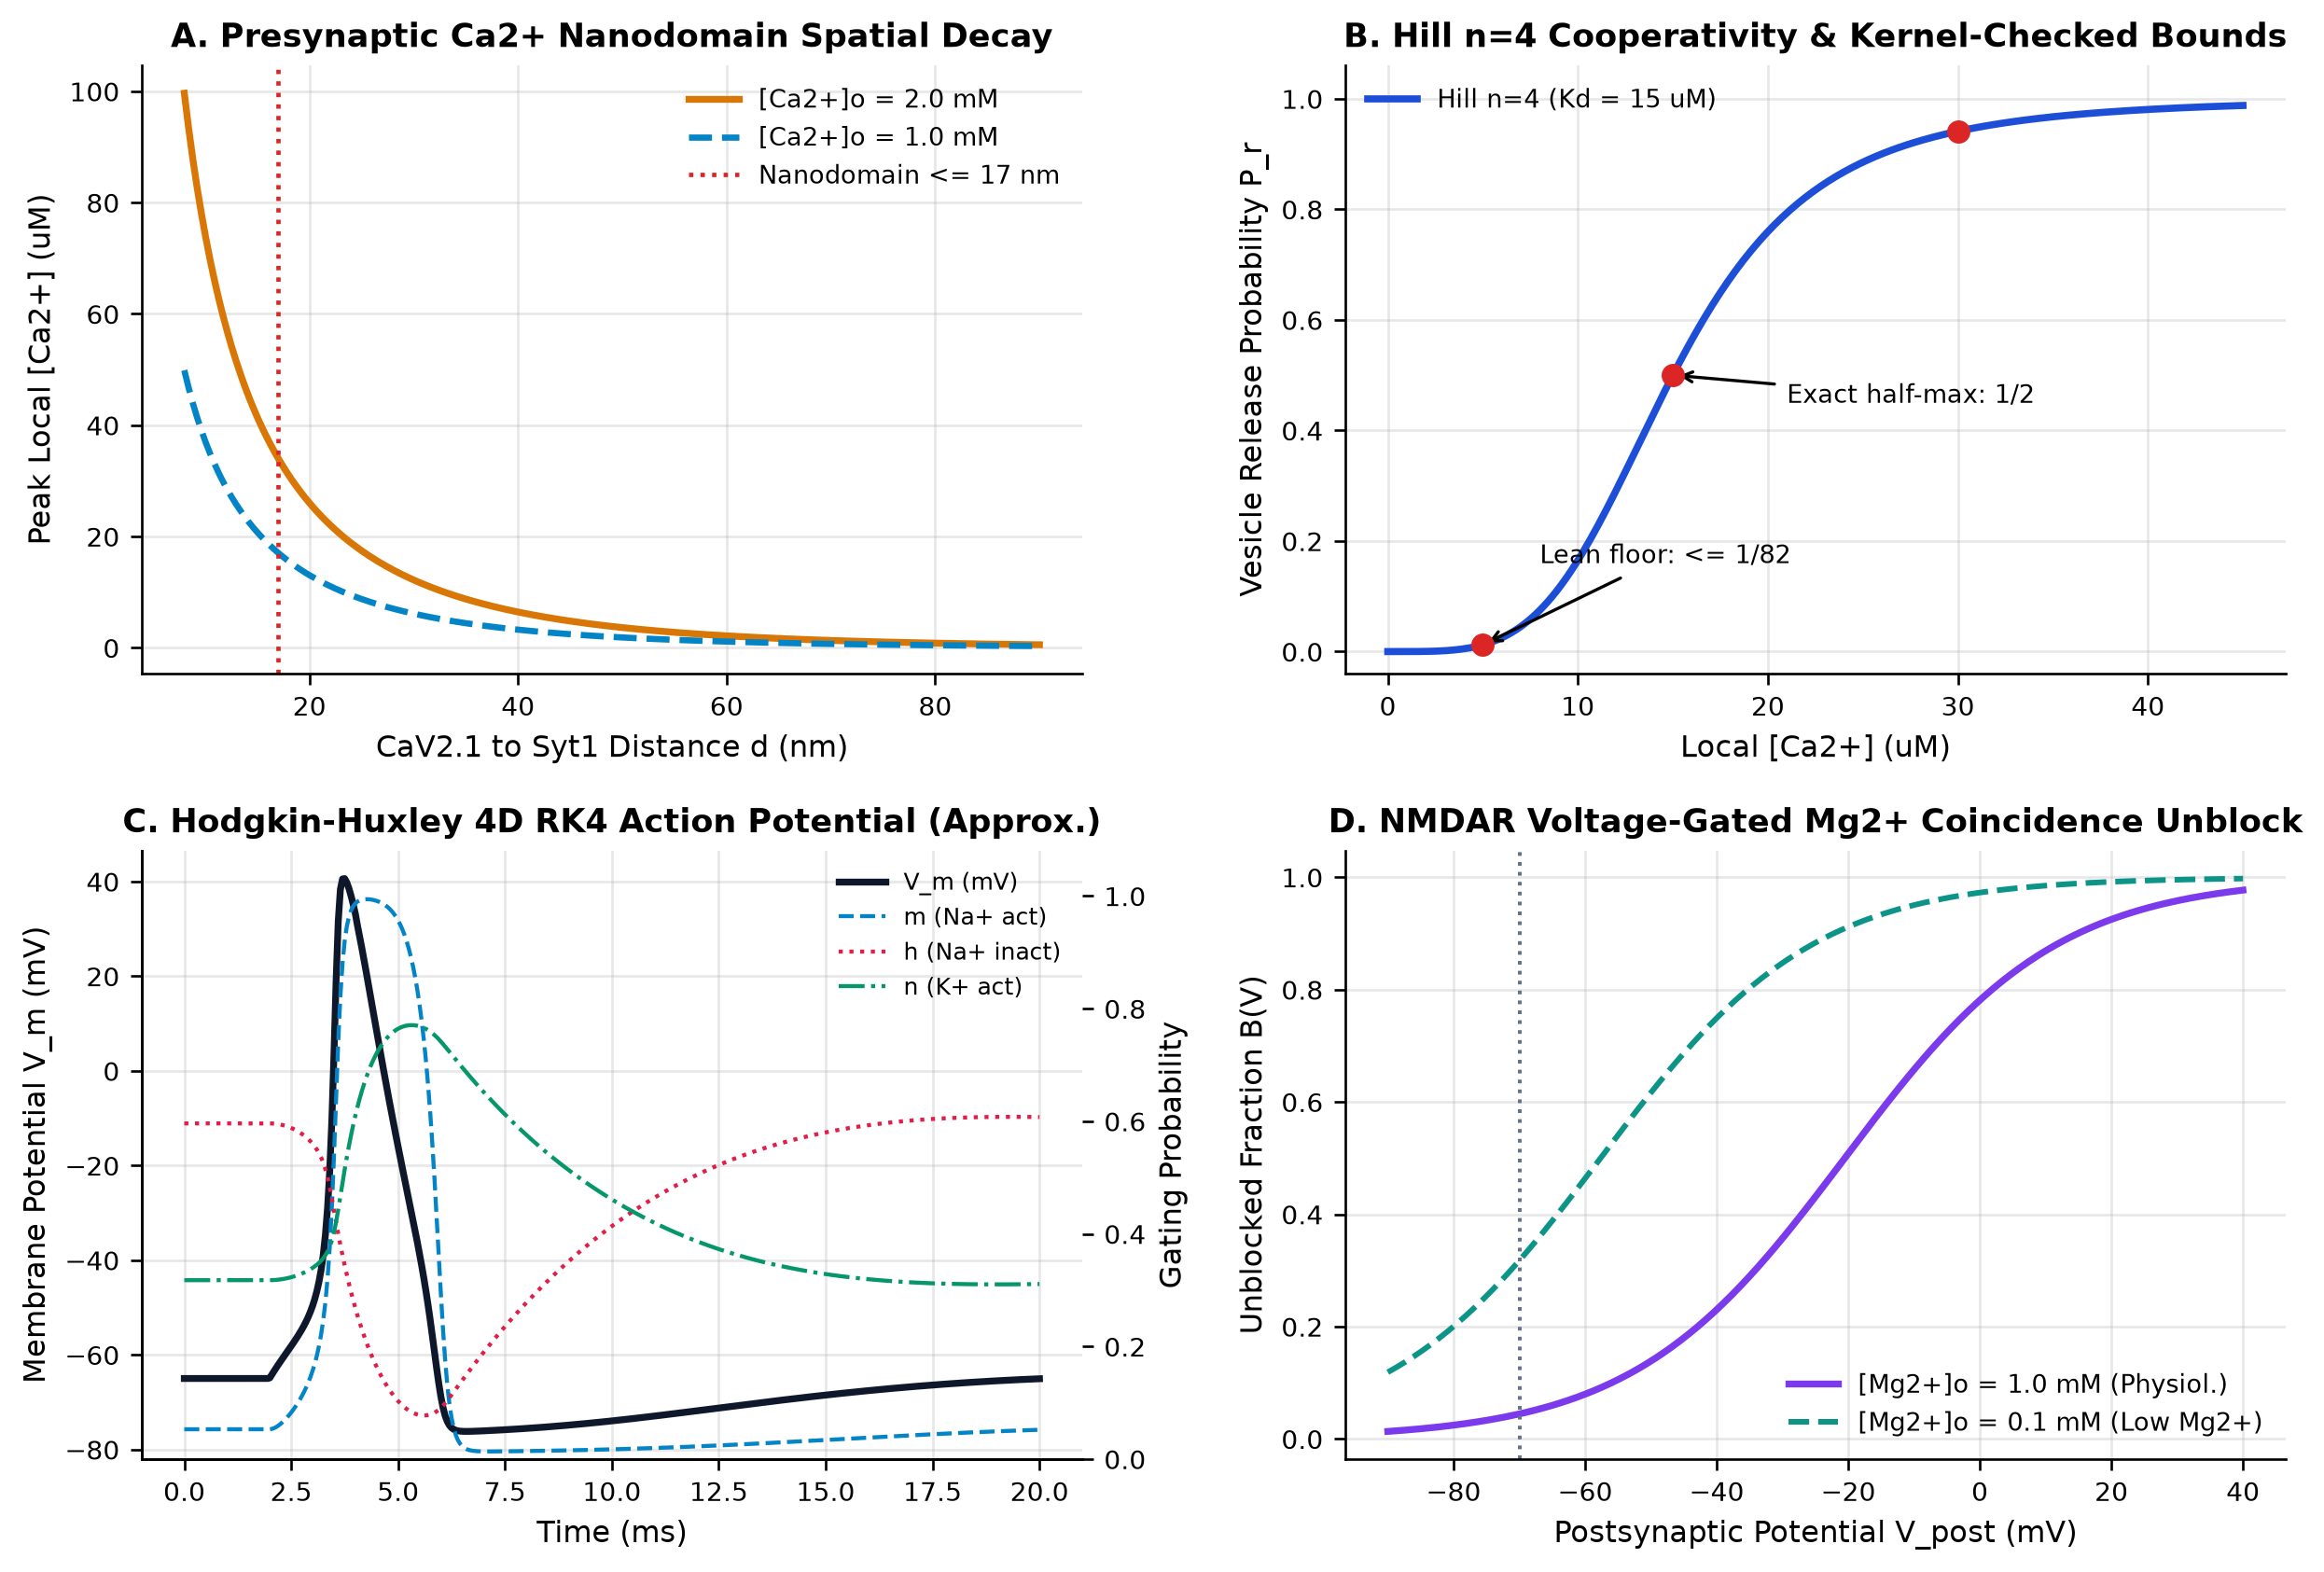 A. Presynaptic Ca2+ Nanodomain Spatial Decay
100
80
60
40
20
0
Peak Local [Ca2+] (uM)
[Ca2+]o = 2.0 mM
[Ca2+]o = 1.0 mM
Nanodomain <= 17 nm
20 40 60 80
CaV2.1 to Syt1 Distance d (nm)
B. Hill n=4 Cooperativity & Kernel-Checked Bounds
1.0
0.8
0.6
0.4
0.2
0.0
Vesicle Release Probability P_r
Hill n=4 (Kd = 15 uM)
Exact half-max: 1/2
Lean floor: <= 1/82
0 10 20 30 40
Local [Ca2+] (uM)
C. Hodgkin-Huxley 4D RK4 Action Potential (Approx.)
40
20
0
−20
−40
−60
−80
Membrane Potential V_m (mV)
V_m (mV)
m (Na+ act)
h (Na+ inact)
n (K+ act)
1.0
0.8
0.6
0.4
0.2
0.0
Gating Probability
0.0 2.5 5.0 7.5 10.0 12.5 15.0 17.5 20.0
Time (ms)
D. NMDAR Voltage-Gated Mg2+ Coincidence Unblock
1.0
0.8
0.6
0.4
0.2
0.0
Unblocked Fraction B(V)
[Mg2+]o = 1.0 mM (Physiol.)
[Mg2+]o = 0.1 mM (Low Mg2+)
−80 −60 −40 −20 0 20 40
Postsynaptic Potential V_post (mV)